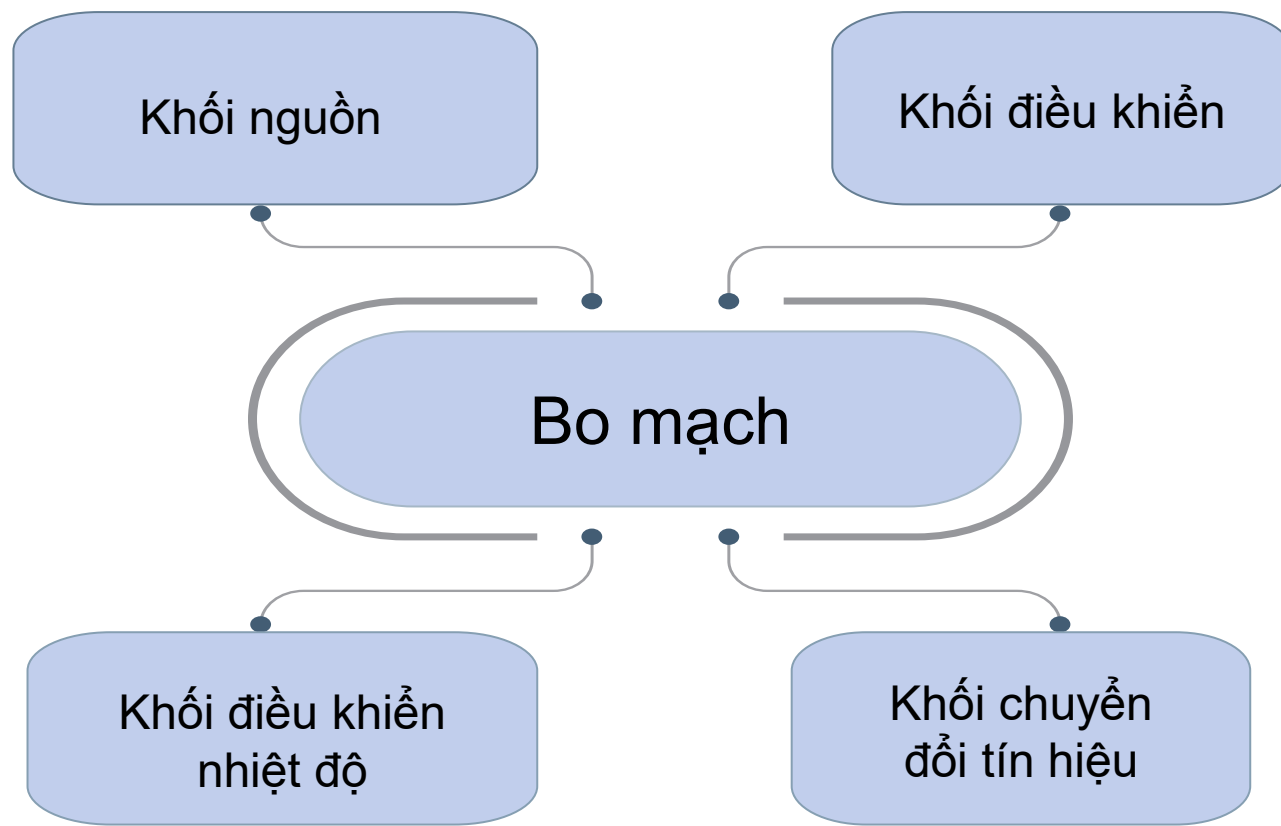 Khối nguồn
Khối điều khiển
Bo mạch
Khối điều khiển
nhiệt độ
Khối chuyển
đổi tín hiệu